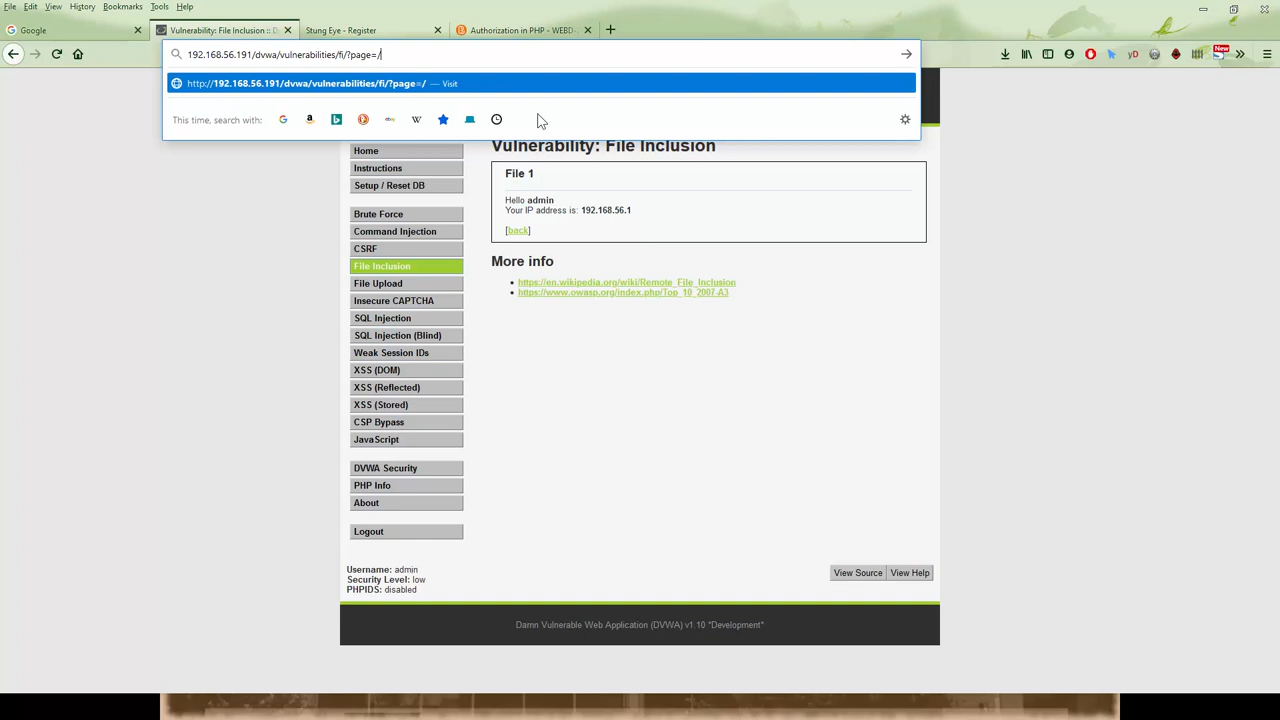 File Edit View History Bookmarks Tools Help
Google
Vulnerability: File Inclusion :: D
Stung Eye - Register
Authorization in PHP - WEBD-
192.168.56.191/dvwa/vulnerabilities/fi/?page=/
http://192.168.56.191/dvwa/vulnerabilities/fi/?page=/ — Visit
This time, search with:
yD
New
Vulnerability: File Inclusion
File 1
Hello admin
Your IP address is: 192.168.56.1
[back]
More info
https://en.wikipedia.org/wiki/Remote_File_Inclusion
https://www.owasp.org/index.php/Top_10_2007-A3
Home
Instructions
Setup / Reset DB
Brute Force
Command Injection
CSRF
File Inclusion
File Upload
Insecure CAPTCHA
SQL Injection
SQL Injection (Blind)
Weak Session IDs
XSS (DOM)
XSS (Reflected)
XSS (Stored)
CSP Bypass
JavaScript
DVWA Security
PHP Info
About
Logout
Username: admin
Security Level: low
PHPIDS: disabled
View Source View Help
Damn Vulnerable Web Application (DVWA) v1.10 *Development*